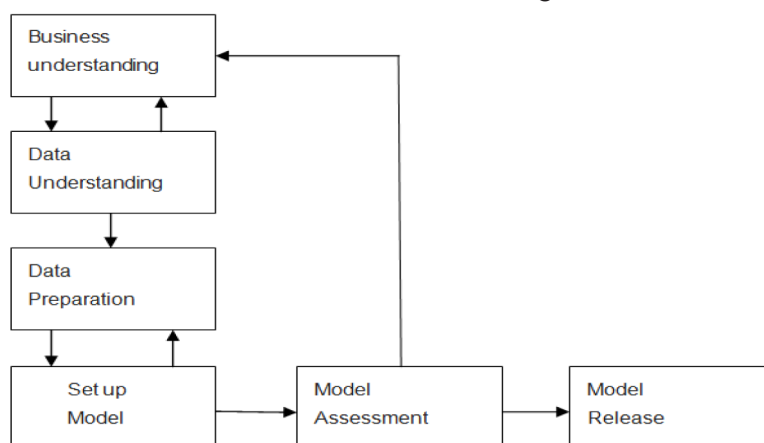 Business
understanding
Data
Understanding
Data
Preparation
Set up
Model
Model
Assessment
Model
Release